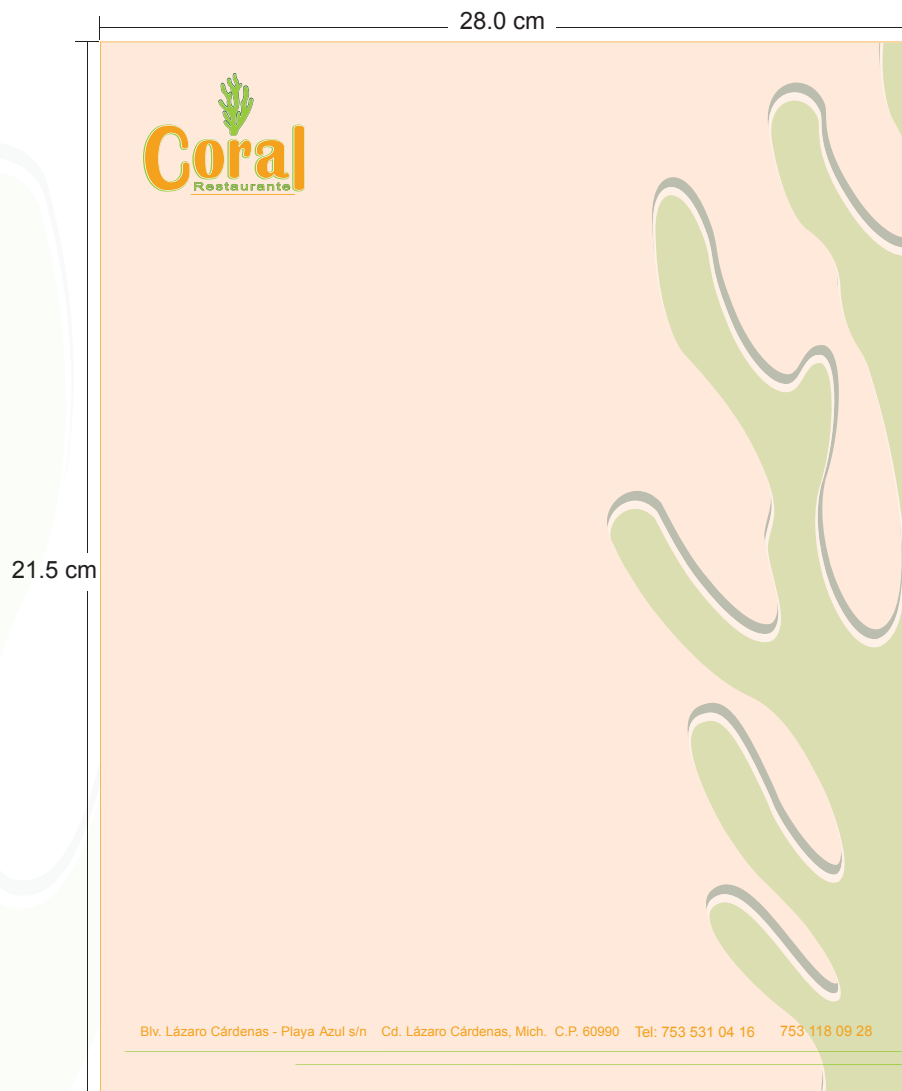 28.0 cm
Coral
Restaurante
21.5 cm
Blv. Lázaro Cárdenas - Playa Azul s/n Cd. Lázaro Cárdenas, Mich. C.P. 60990 Tel: 753 531 04 16 753 118 09 28